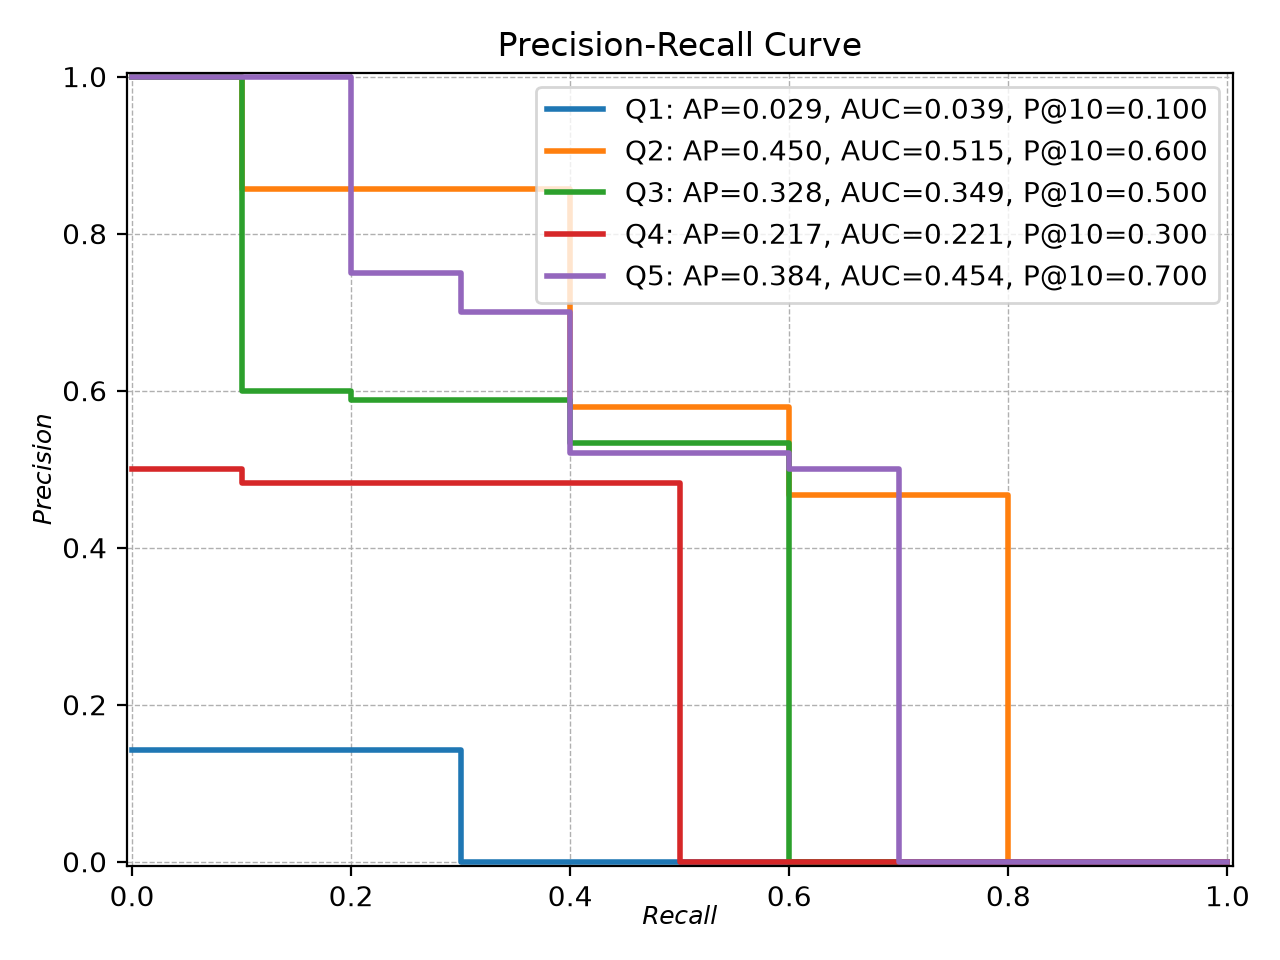 Precision-Recall Curve
1.0
0.8
0.6
0.4
0.2
0.0
Precision
Q1: AP=0.029, AUC=0.039, P@10=0.100
Q2: AP=0.450, AUC=0.515, P@10=0.600
Q3: AP=0.328, AUC=0.349, P@10=0.500
Q4: AP=0.217, AUC=0.221, P@10=0.300
Q5: AP=0.384, AUC=0.454, P@10=0.700
0.0 0.2 0.4 0.6 0.8 1.0
Recall